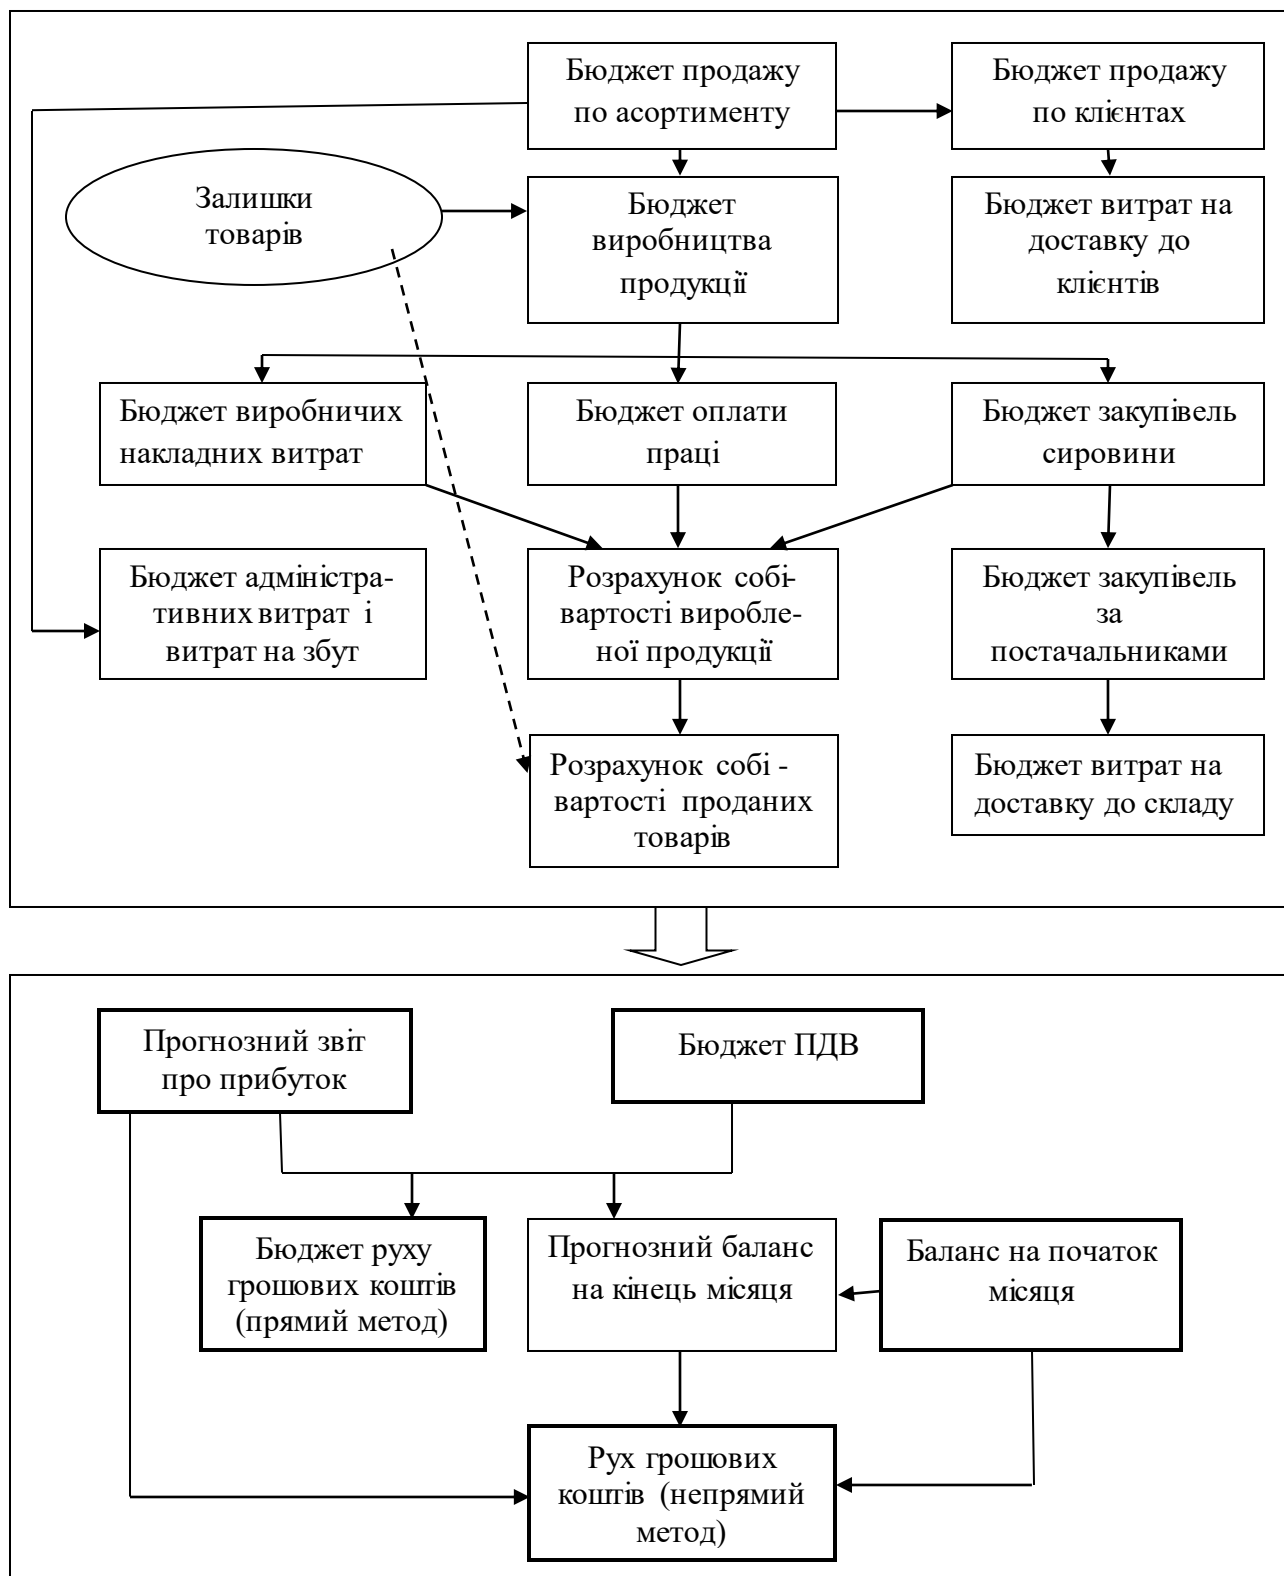 Бюджет продажу
по асортименту
Бюджет продажу
по клієнтах
Залишки
товарів
Бюджет
виробництва
продукції
Бюджет витрат на
доставку до
клієнтів
Бюджет виробничих
накладних витрат
Бюджет оплати
праці
Бюджет закупівель
сировини
Бюджет адміністра-
тивних витрат і
витрат на збут
Розрахунок собі-
вартості виробле-
ної продукції
Бюджет закупівель
за
постачальниками
Розрахунок собі -
вартості проданих
товарів
Бюджет витрат на
доставку до складу
Прогнозний звіт
про прибуток
Бюджет ПДВ
Бюджет руху
грошових коштів
(прямий метод)
Прогнозний баланс
на кінець місяця
Баланс на початок
місяця
Рух грошових
коштів (непрямий
метод)